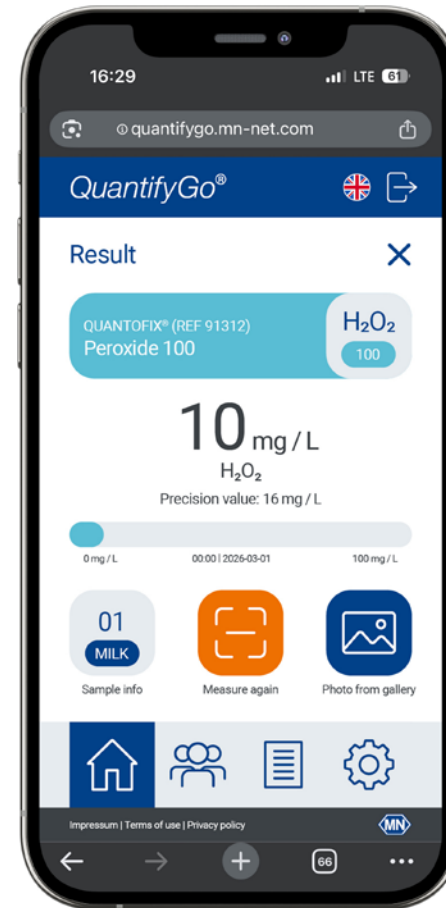 16:29
LTE 61
quantifygo.mn-net.com
QuantifyGo®
Result
QUANTOFIX® (REF 91312)
Peroxide 100
H₂O₂
100
10 mg / L
H₂O₂
Precision value: 16 mg / L
0 mg / L 00:00 | 2026-03-01 100 mg / L
01
MILK
Sample info Measure again Photo from gallery
Impressum | Terms of use | Privacy policy
MN
66